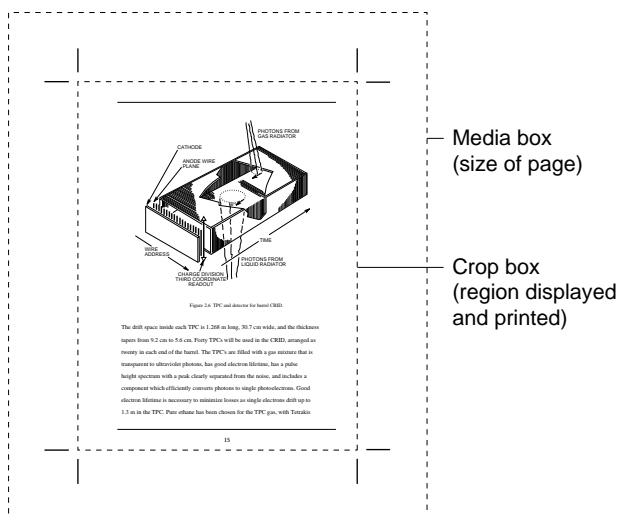 PHOTONS FROM
GAS RADIATOR
CATHODE
ANODE WIRE
PLANE
Media box
(size of page)
TIME
WIRE
ADDRESS
PHOTONS FROM
LIQUID RADIATOR
CHARGE DIVISION
THIRD COORDINATE
READOUT
Crop box
(region displayed
and printed)
Figure 2.6 TPC and detector for barrel CRID.
The drift space inside each TPC is 1.268 m long, 30.7 cm wide, and the thickness
tapers from 9.2 cm to 5.6 cm. Forty TPCs will be used in the CRID, arranged as
twenty in each end of the barrel. The TPC's are filled with a gas mixture that is
transparent to ultraviolet photons, has good electron lifetime, has a pulse
height spectrum with a peak clearly separated from the noise, and includes a
component which efficiently converts photons to single photoelectrons. Good
electron lifetime is necessary to minimize losses as single electrons drift up to
1.3 m in the TPC. Pure ethane has been chosen for the TPC gas, with Tetrakis
15